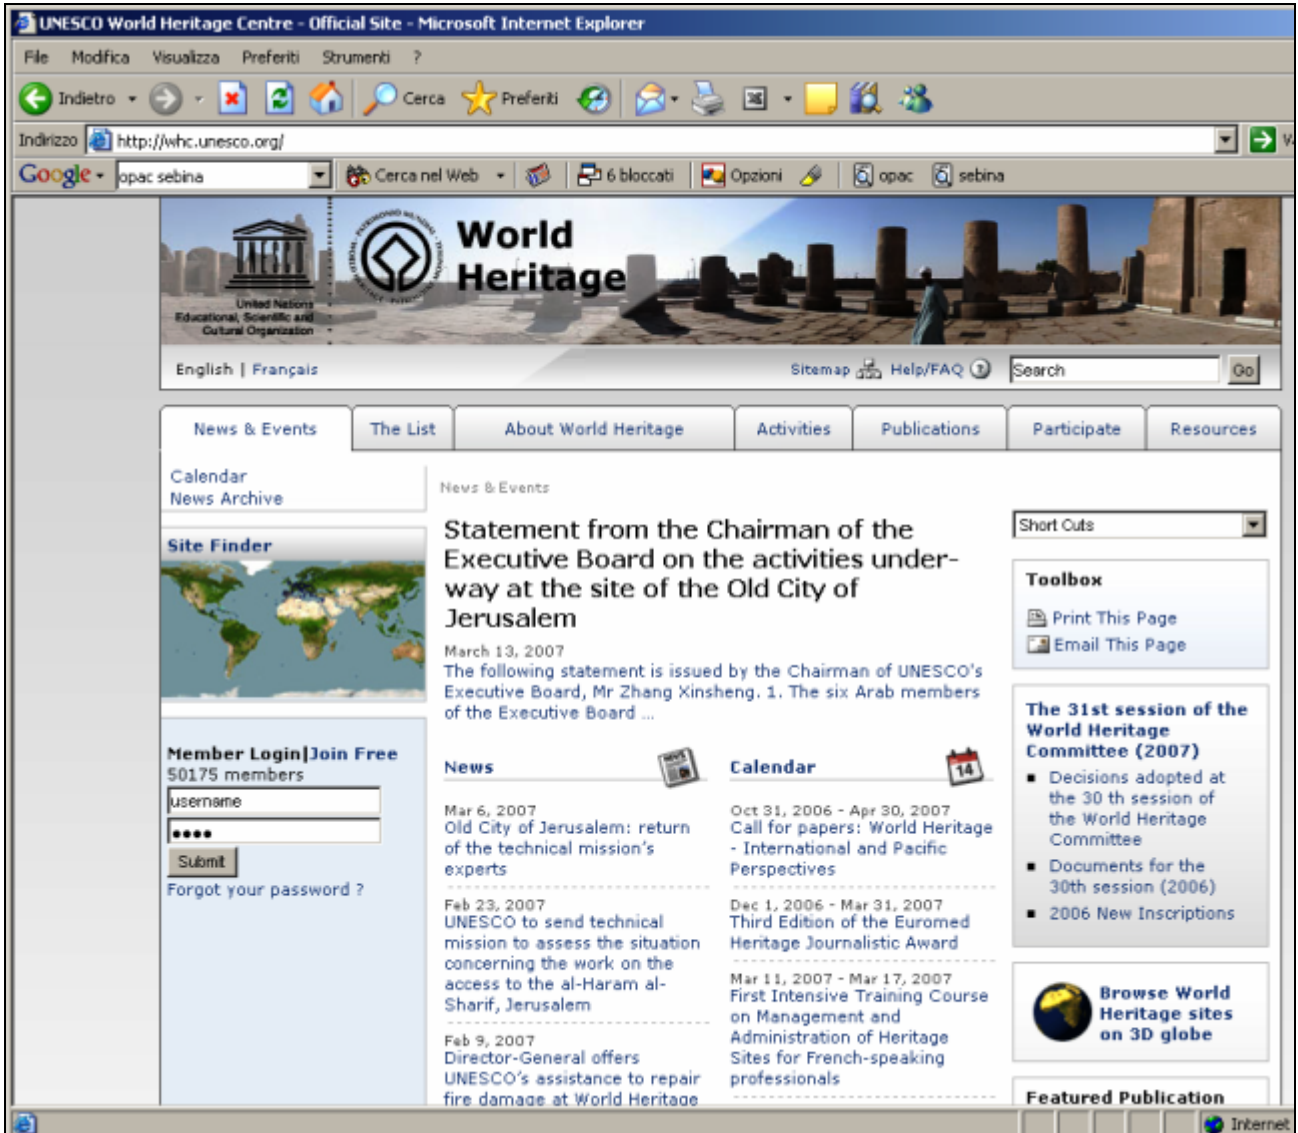 UNESCO World Heritage Centre - Official Site - Microsoft Internet Explorer
File Modifica Visualizza Preferiti Strumenti ?
Indietro Cerca Preferiti
Indirizzo http://whc.unesco.org/
Google opac sebina Cerca nel Web 6 bloccati Opzioni opac sebina
UNESCO
United Nations
Educational, Scientific and
Cultural Organization
World
Heritage
English | Français Sitemap Help/FAQ Search Go
News & Events The List About World Heritage Activities Publications Participate Resources
Calendar
News Archive
Site Finder
Member Login|Join Free
50175 members
username
••••
Submit
Forgot your password ?
News & Events
Statement from the Chairman of the
Executive Board on the activities under-
way at the site of the Old City of
Jerusalem
March 13, 2007
The following statement is issued by the Chairman of UNESCO's
Executive Board, Mr Zhang Xinsheng. 1. The six Arab members
of the Executive Board ...
News
Mar 6, 2007
Old City of Jerusalem: return
of the technical mission's
experts
Feb 23, 2007
UNESCO to send technical
mission to assess the situation
concerning the work on the
access to the al-Haram al-
Sharif, Jerusalem
Feb 9, 2007
Director-General offers
UNESCO's assistance to repair
fire damage at World Heritage
Calendar
14
Oct 31, 2006 - Apr 30, 2007
Call for papers: World Heritage
- International and Pacific
Perspectives
Dec 1, 2006 - Mar 31, 2007
Third Edition of the Euromed
Heritage Journalistic Award
Mar 11, 2007 - Mar 17, 2007
First Intensive Training Course
on Management and
Administration of Heritage
Sites for French-speaking
professionals
Short Cuts
Toolbox
Print This Page
Email This Page
The 31st session of the
World Heritage
Committee (2007)
Decisions adopted at
the 30 th session of
the World Heritage
Committee
Documents for the
30th session (2006)
2006 New Inscriptions
Browse World
Heritage sites
on 3D globe
Featured Publication
Internet